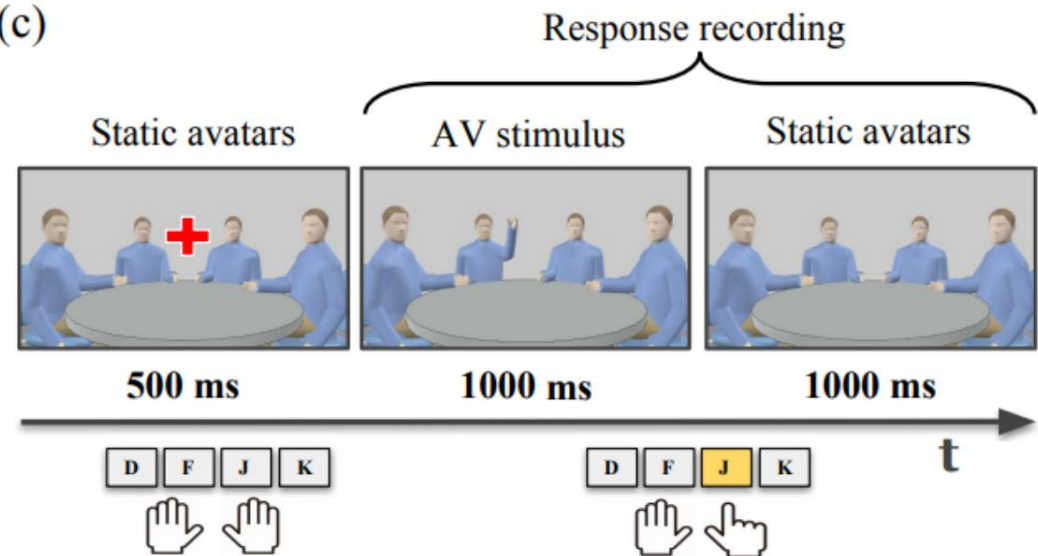 (c)
Response recording
Static avatars
AV stimulus
Static avatars
500 ms
1000 ms
1000 ms
t
D F J K
D F J K